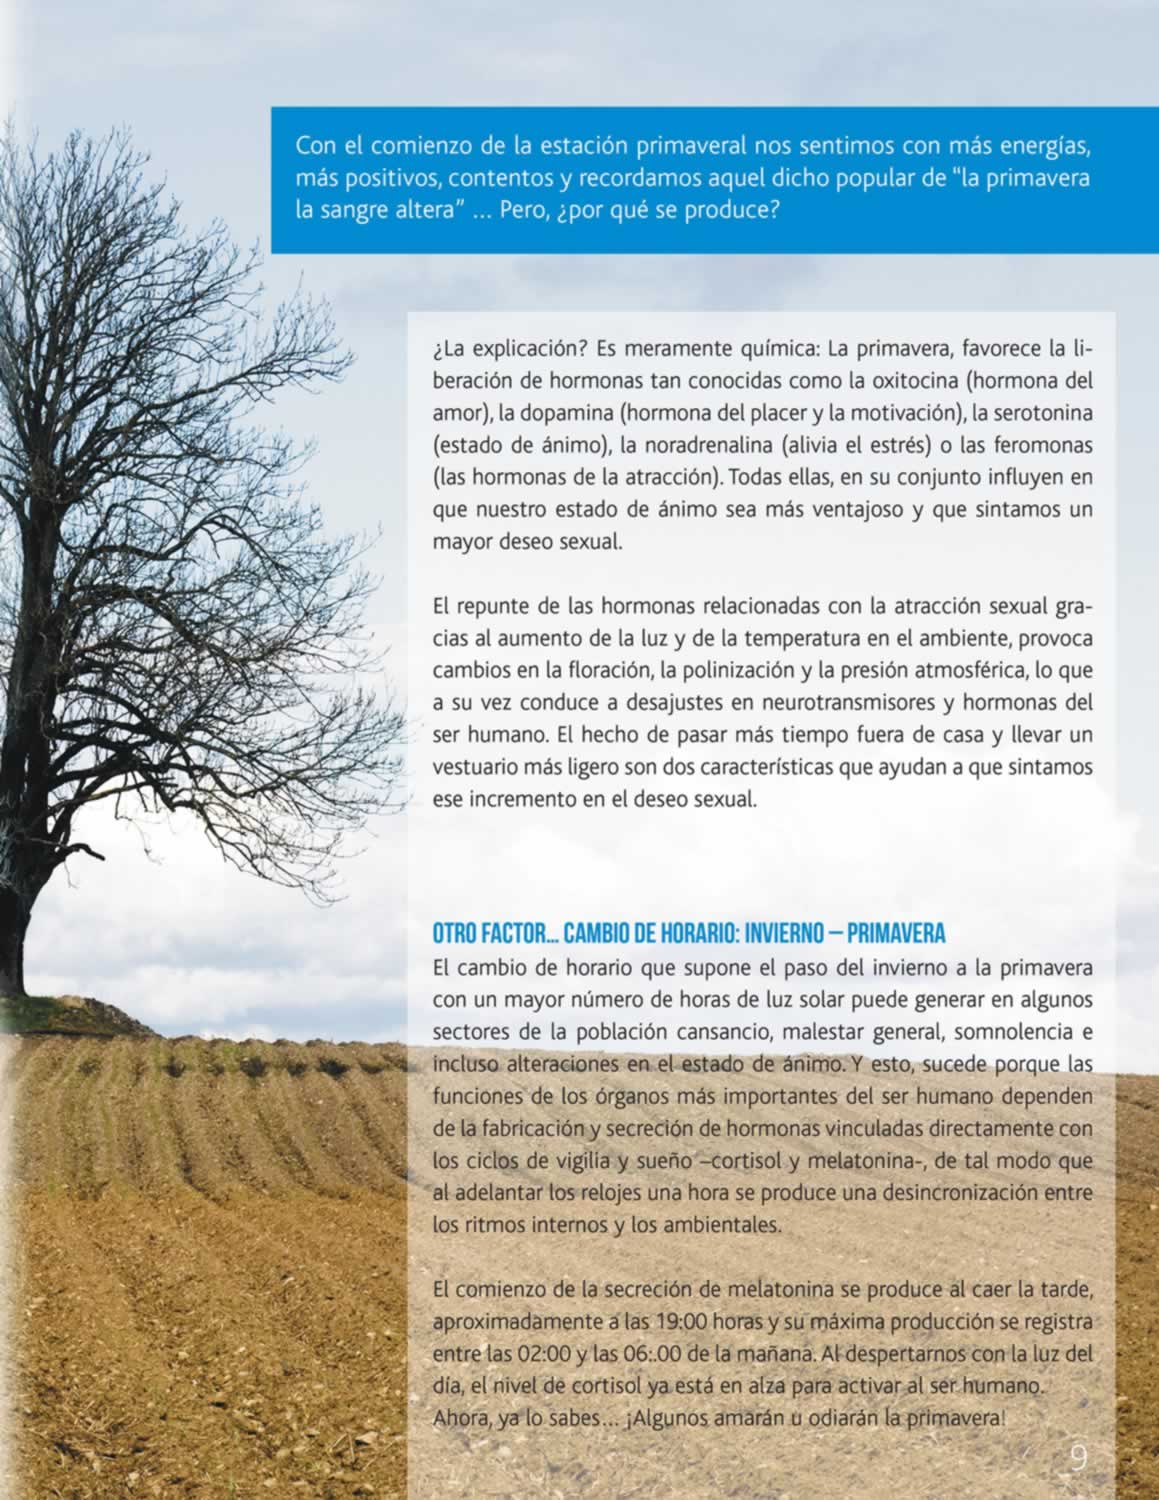 Con el comienzo de la estación primaveral nos sentimos con más energías,
más positivos, contentos y recordamos aquel dicho popular de “la primavera
la sangre altera” ... Pero, ¿por qué se produce?
¿La explicación? Es meramente química: La primavera, favorece la li-
beración de hormonas tan conocidas como la oxitocina (hormona del
amor), la dopamina (hormona del placer y la motivación), la serotonina
(estado de ánimo), la noradrenalina (alivia el estrés) o las feromonas
(las hormonas de la atracción). Todas ellas, en su conjunto influyen en
que nuestro estado de ánimo sea más ventajoso y que sintamos un
mayor deseo sexual.
El repunte de las hormonas relacionadas con la atracción sexual gra-
cias al aumento de la luz y de la temperatura en el ambiente, provoca
cambios en la floración, la polinización y la presión atmosférica, lo que
a su vez conduce a desajustes en neurotransmisores y hormonas del
ser humano. El hecho de pasar más tiempo fuera de casa y llevar un
vestuario más ligero son dos características que ayudan a que sintamos
ese incremento en el deseo sexual.
OTRO FACTOR... CAMBIO DE HORARIO: INVIERNO – PRIMAVERA
El cambio de horario que supone el paso del invierno a la primavera
con un mayor número de horas de luz solar puede generar en algunos
sectores de la población cansancio, malestar general, somnolencia e
incluso alteraciones en el estado de ánimo. Y esto, sucede porque las
funciones de los órganos más importantes del ser humano dependen
de la fabricación y secreción de hormonas vinculadas directamente con
los ciclos de vigilia y sueño –cortisol y melatonina-, de tal modo que
al adelantar los relojes una hora se produce una desincronización entre
los ritmos internos y los ambientales.
El comienzo de la secreción de melatonina se produce al caer la tarde,
aproximadamente a las 19:00 horas y su máxima producción se registra
entre las 02:00 y las 06:.00 de la mañana. Al despertarnos con la luz del
día, el nivel de cortisol ya está en alza para activar al ser humano.
Ahora, ya lo sabes... ¡Algunos amarán u odiarán la primavera!
9